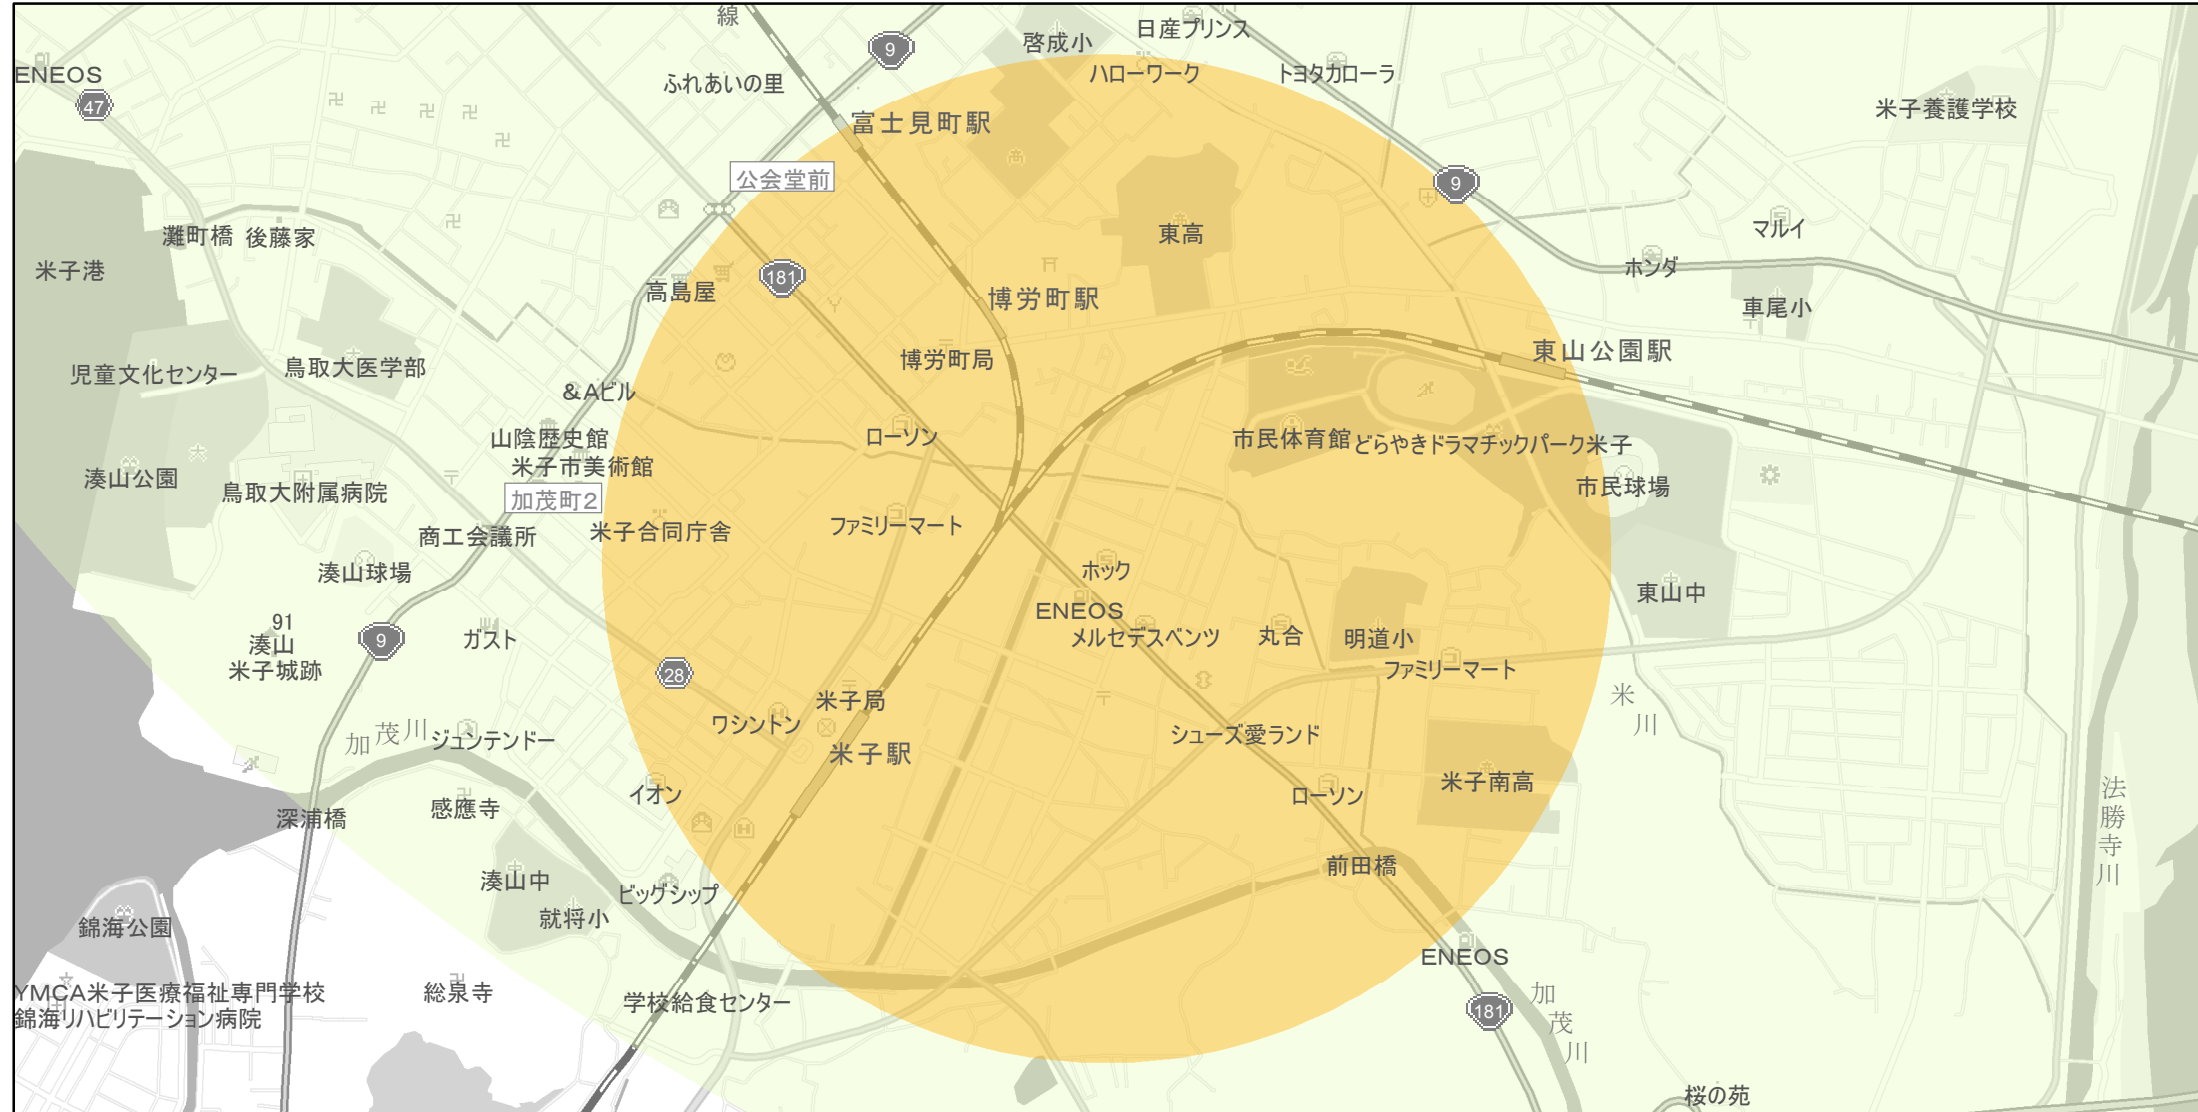 線
日産プリンス
啓成小
9
ENEOS
ハローワーク
トヨタカローラ
ふれあいの里
47
米子養護学校
富士見町駅
公会堂前
9
灘町橋
後藤家
東高
マルイ
米子港
ホンダ
181
高島屋
博労町駅
車尾小
東山公園駅
博労町局
鳥取大医学部
児童文化センター
&Aビル
山陰歴史館
ローソン
市民体育館
どらやきドラマチックパーク米子
米子市美術館
湊山公園
鳥取大附属病院
市民球場
加茂町2
ファミリーマート
商工会議所
米子合同庁舎
湊山球場
ホック
東山中
ENEOS
91
湊山
米子城跡
9
ガスト
メルセデスベンツ
丸合
明道小
ファミリーマート
28
米子局
米川
ワシントン
シューズ愛ランド
加茂川
ジュンテンドー
米子駅
米子南高
イオン
ローソン
感應寺
深浦橋
法勝寺川
前田橋
湊山中
ビッグシップ
就将小
錦海公園
ENEOS
YMCA米子医療福祉専門学校
総泉寺
学校給食センター
加茂川
錦海リハビリテーション病院
181
桜の苑